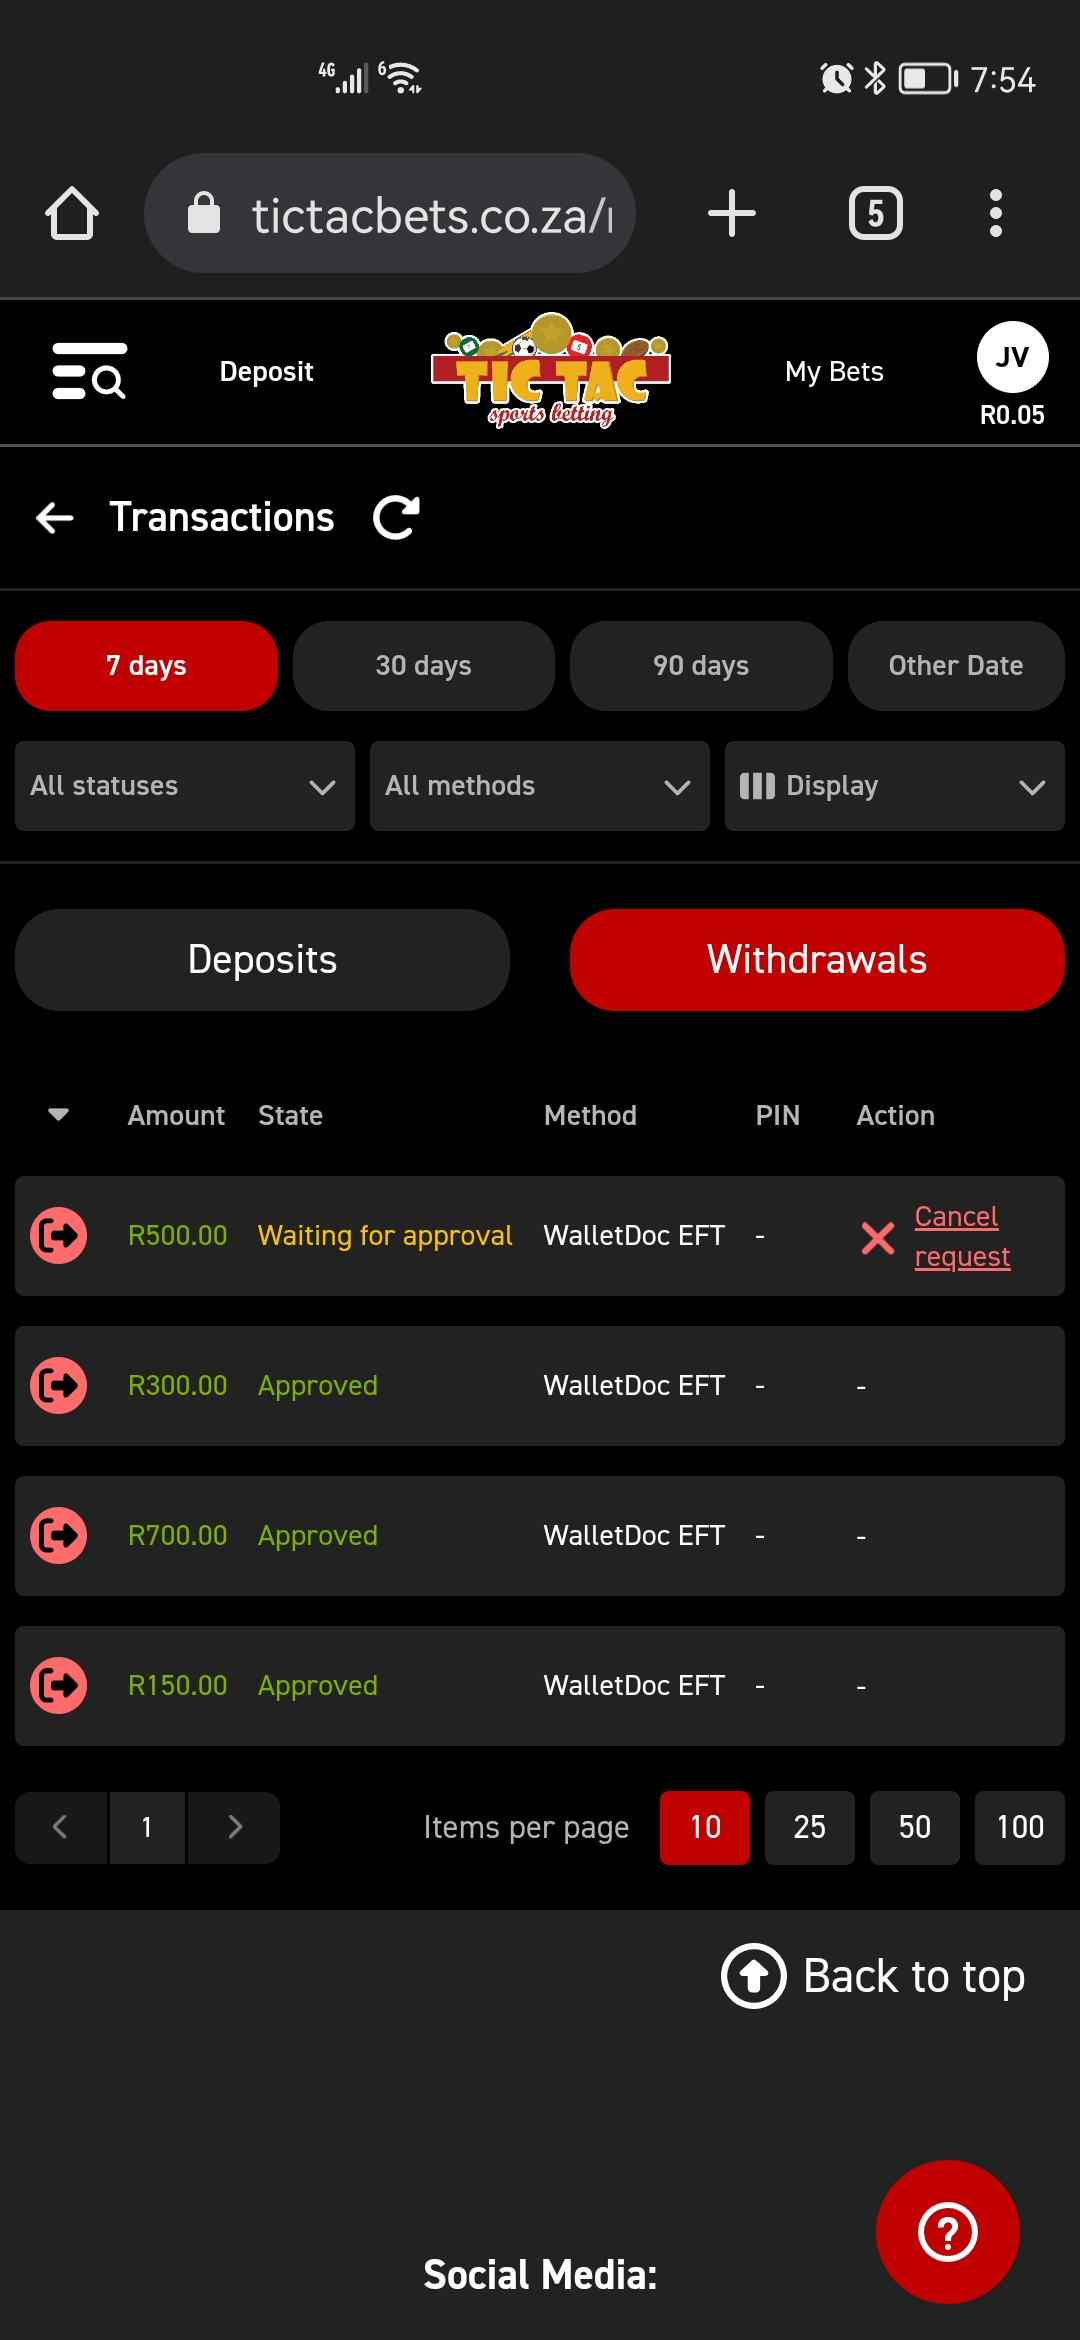 4G 6 7:54
tictacbets.co.za/
5
Deposit
TIC TAC
sports betting
My Bets
JV
R0.05
Transactions
7 days 30 days 90 days Other Date
All statuses All methods Display
Deposits Withdrawals
Amount State Method PIN Action
R500.00 Waiting for approval WalletDoc EFT - Cancel request
R300.00 Approved WalletDoc EFT - -
R700.00 Approved WalletDoc EFT - -
R150.00 Approved WalletDoc EFT - -
1 Items per page 10 25 50 100
Back to top
Social Media: